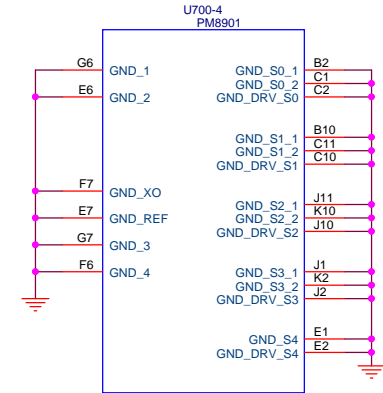 U700-4
PM8901
G6 GND_1
E6 GND_2
F7 GND_XO
E7 GND_REF
G7 GND_3
F6 GND_4
GND_S0_1 B2
GND_S0_2 C1
GND_DRV_S0 C2
GND_S1_1 B10
GND_S1_2 C11
GND_DRV_S1 C10
GND_S2_1 J11
GND_S2_2 K10
GND_DRV_S2 J10
GND_S3_1 J1
GND_S3_2 K2
GND_DRV_S3 J2
GND_S4 E1
GND_DRV_S4 E2